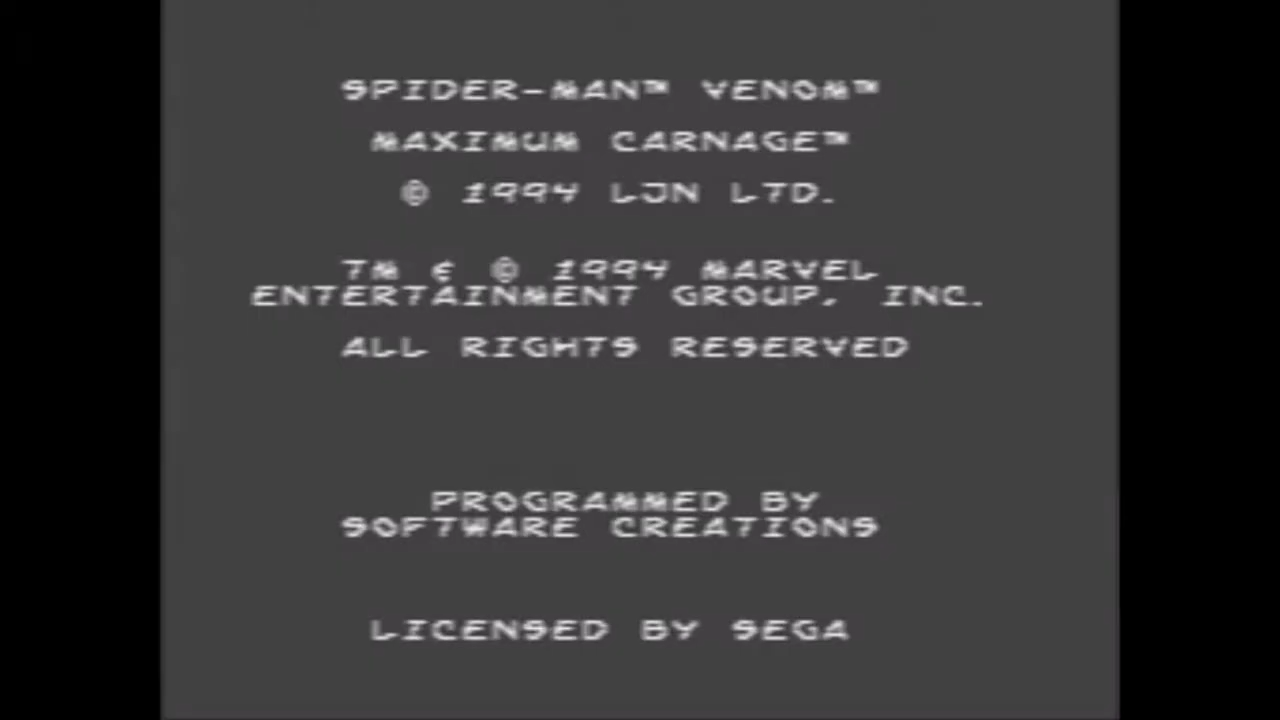 SPIDER-MAN™ VENOM™
MAXIMUM CARNAGE™
© 1994 LJN LTD.
TM & © 1994 MARVEL
ENTERTAINMENT GROUP, INC.
ALL RIGHTS RESERVED
PROGRAMMED BY
SOFTWARE CREATIONS
LICENSED BY SEGA